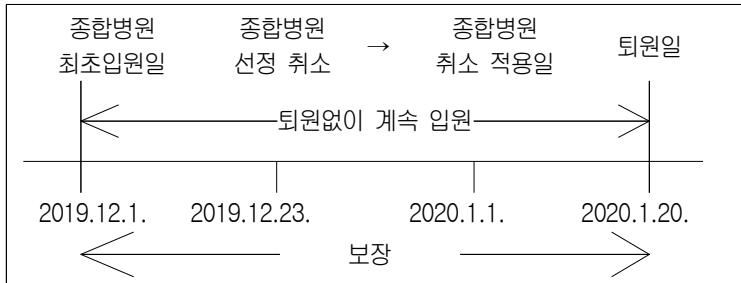 종합병원 종합병원 종합병원
최초입원일 선정 취소 → 취소 적용일 퇴원일
퇴원없이 계속 입원
2019.12.1. 2019.12.23. 2020.1.1. 2020.1.20.
보장